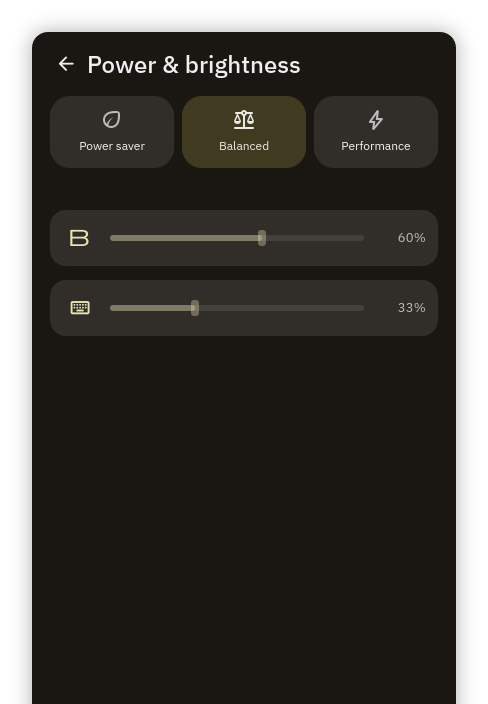 Power & brightness
Power saver
Balanced
Performance
B
60%
33%